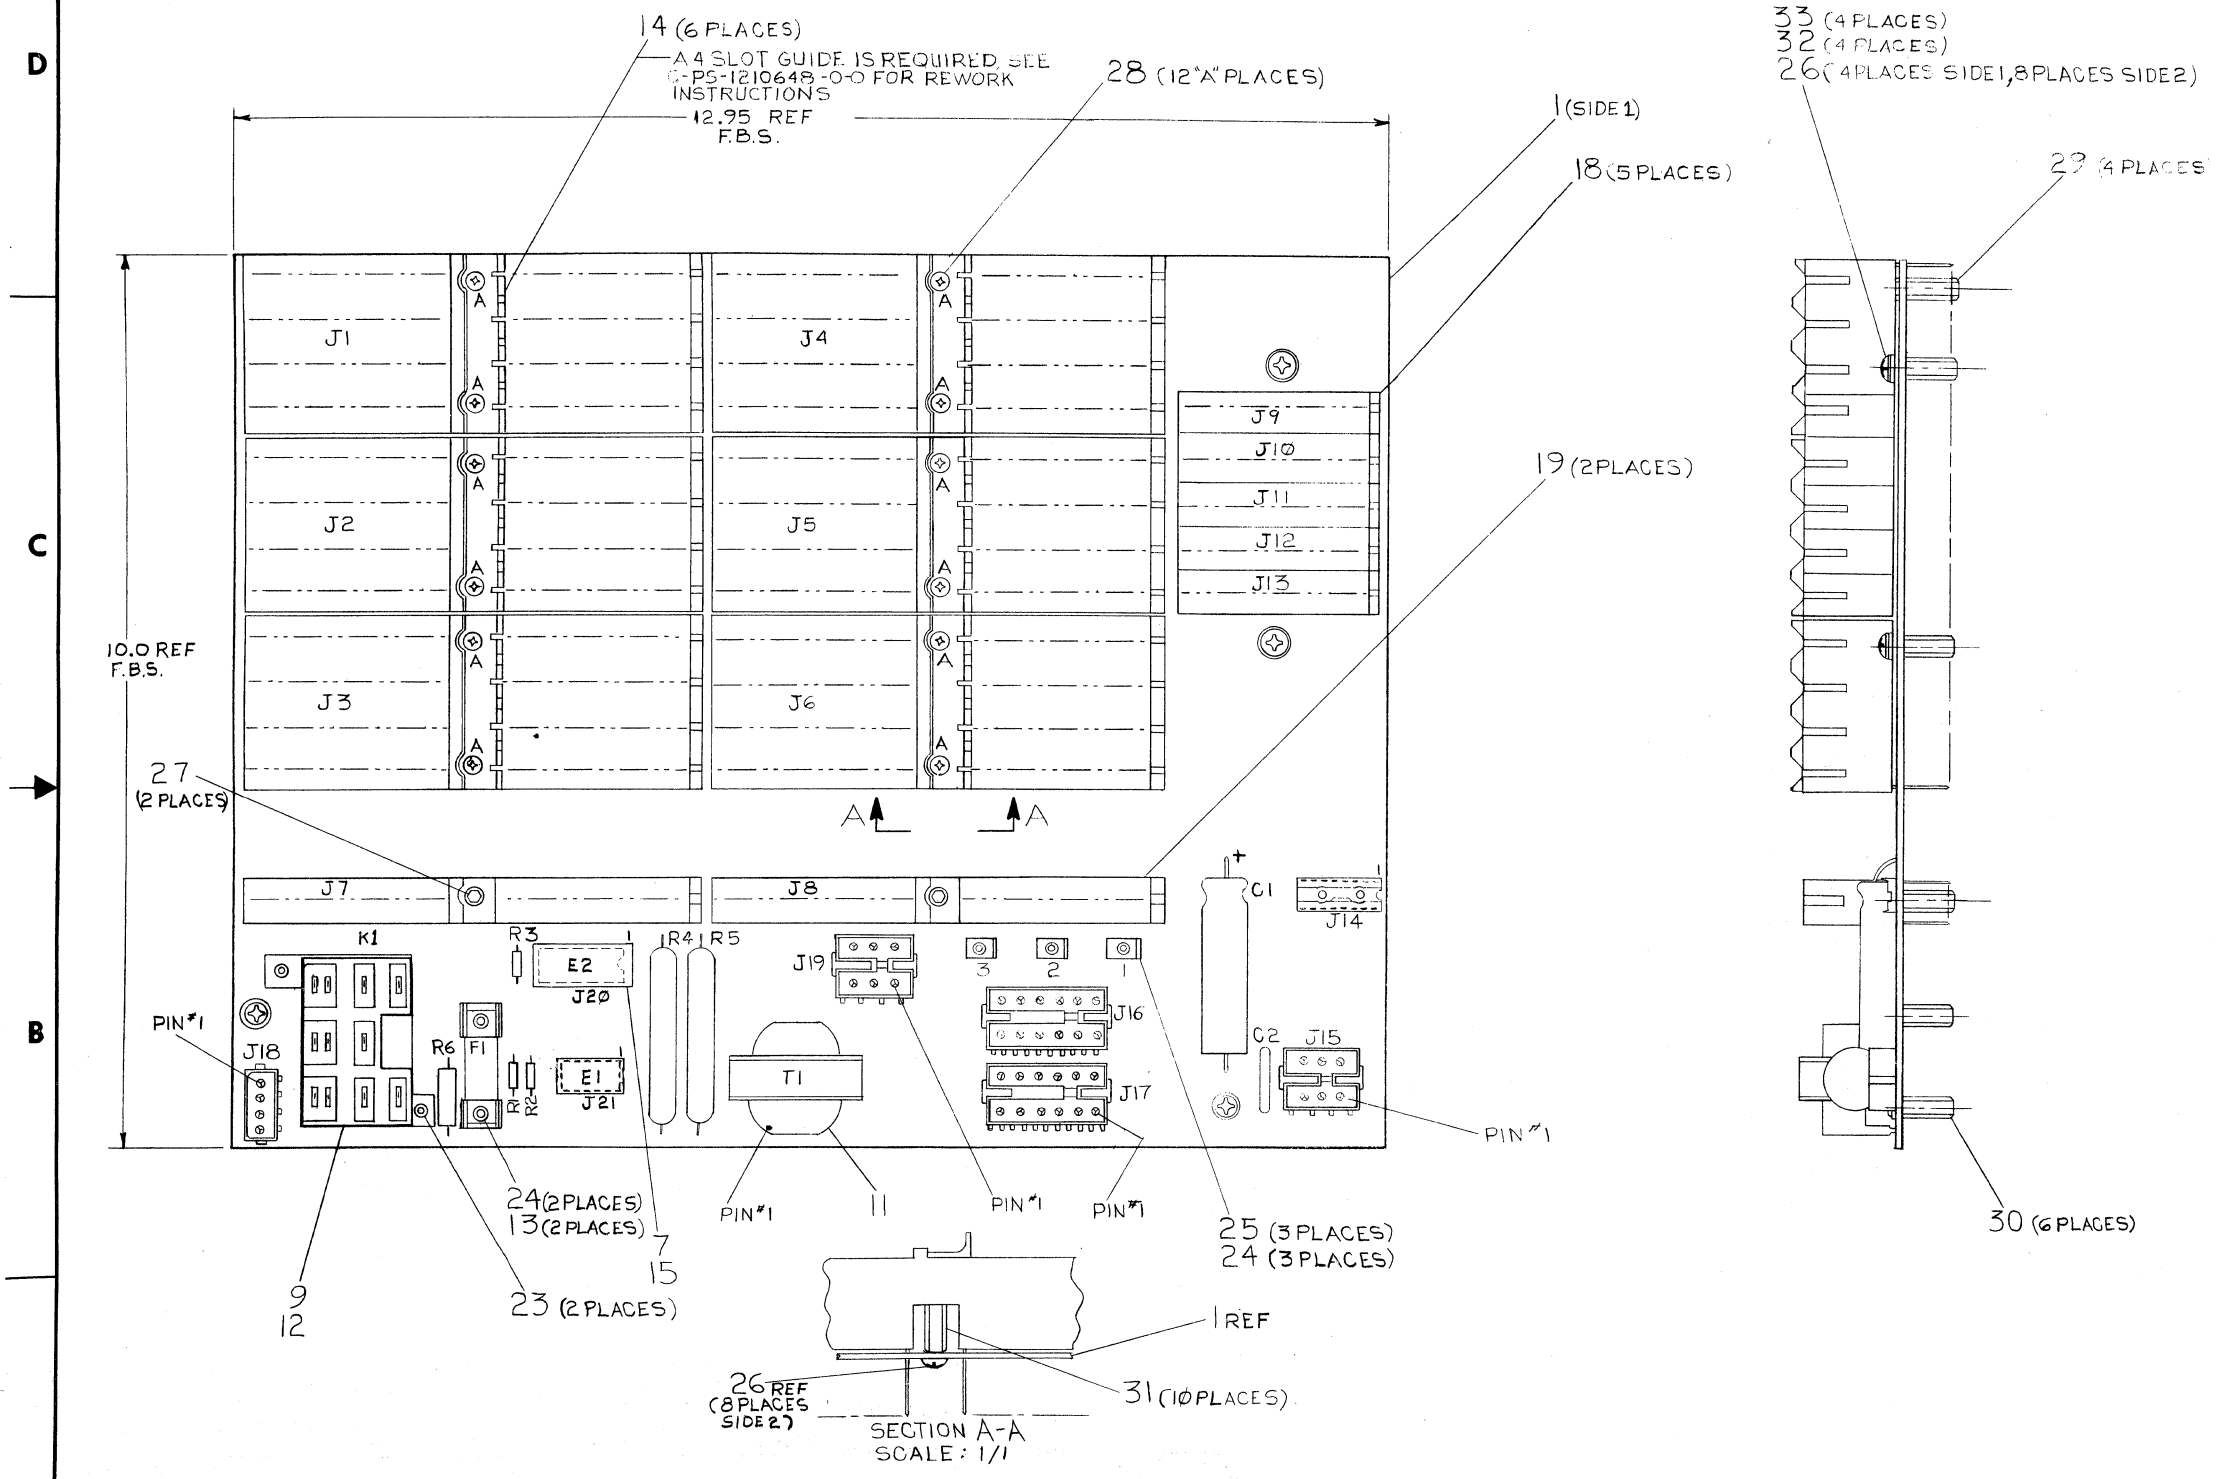 D
14 (6 PLACES)
A 4 SLOT GUIDE IS REQUIRED, SEE
C-PS-1210648-0-0 FOR REWORK
INSTRUCTIONS
12.95 REF
F.B.S.
28 (12"A" PLACES)
1 (SIDE 1)
18 (5 PLACES)
33 (4 PLACES)
32 (4 PLACES)
26 (4 PLACES SIDE 1, 8 PLACES SIDE 2)
29 (4 PLACES
A
A
J1
J4
A
A
J9
J10
J11
J12
J13
19 (2 PLACES)
A
A
J2
J5
A
A
C
10.0 REF
F.B.S.
A
A
J3
J6
A
A
27
(2 PLACES)
A
A
J7
J8
+
C1
1
J14
K1
R3
1
E2
J20
R4
R5
J19
3
2
1
B
PIN #1
J18
R6
F1
R1
R2
1
E1
J21
T1
J16
J17
C2
J15
PIN #1
24 (2 PLACES)
13 (2 PLACES)
7
15
PIN #1
11
PIN #1
PIN #1
25 (3 PLACES)
24 (3 PLACES)
30 (6 PLACES)
9
12
23 (2 PLACES)
1 REF
26 REF
(8 PLACES
SIDE 2)
31 (10 PLACES)
SECTION A-A
SCALE: 1/1